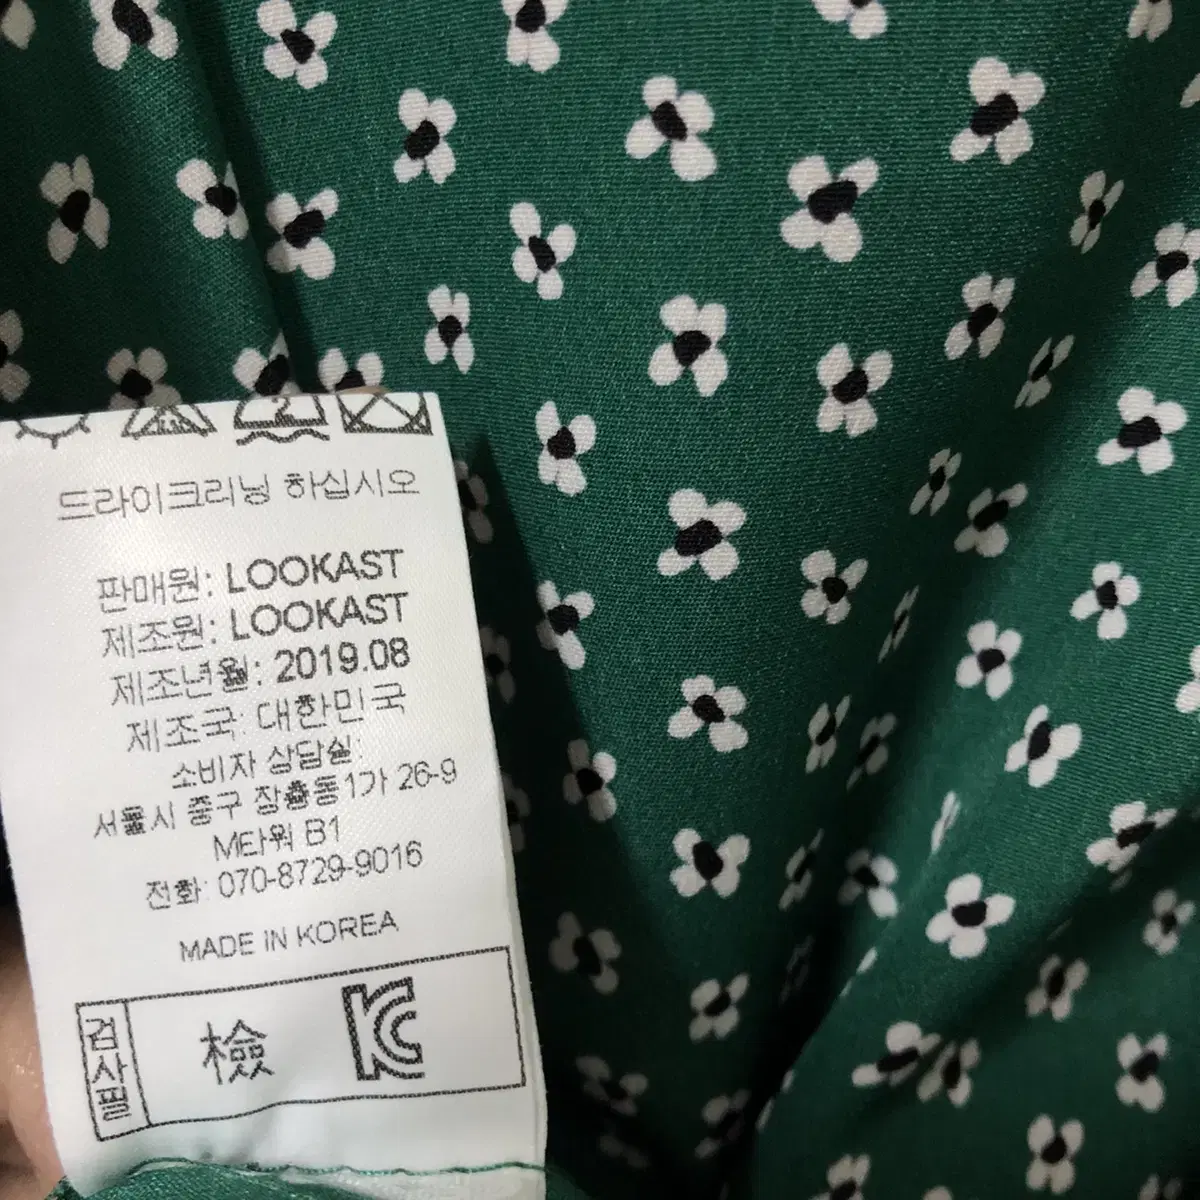 드라이크리닝 하십시오
판매원: LOOKAST
제조원: LOOKAST
제조년월: 2019.08
제조국: 대한민국
소비자 상담실:
서울시 중구 장충동1가 26-9
M타워 B1
전화: 070-8729-9016
MADE IN KOREA
검사필
檢
KC